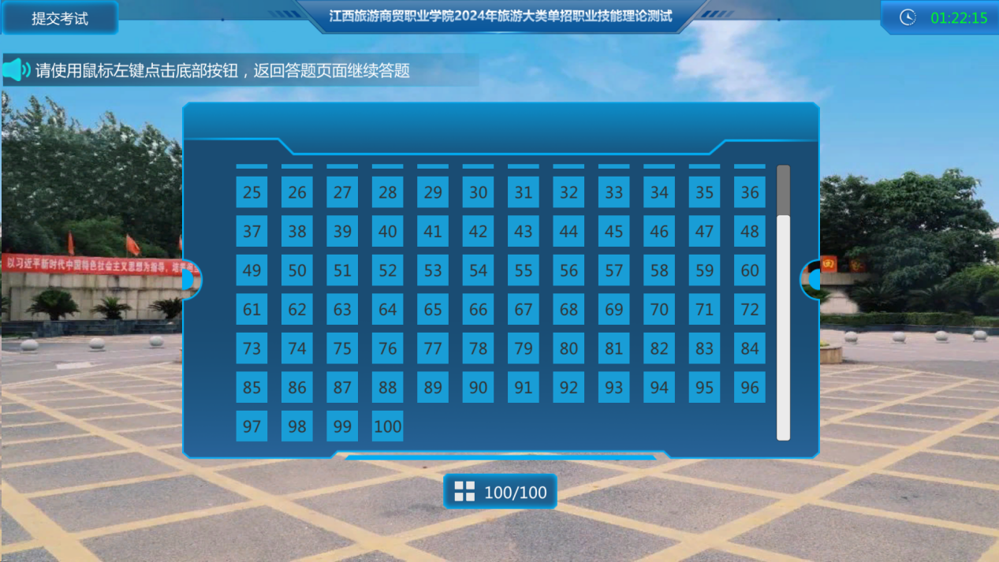 提交考试
江西旅游商贸职业学院2024年旅游大类单招职业技能理论测试
01:22:15
请使用鼠标左键点击底部按钮，返回答题页面继续答题
25 26 27 28 29 30 31 32 33 34 35 36
37 38 39 40 41 42 43 44 45 46 47 48
以习近平新时代中国特色社会主义思想为指导，培
49 50 51 52 53 54 55 56 57 58 59 60
61 62 63 64 65 66 67 68 69 70 71 72
73 74 75 76 77 78 79 80 81 82 83 84
85 86 87 88 89 90 91 92 93 94 95 96
97 98 99 100
100/100